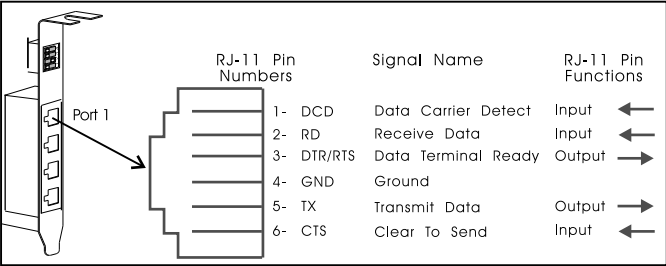 RJ-11 Pin Numbers Signal Name RJ-11 Pin Functions
Port 1
1- DCD Data Carrier Detect Input
2- RD Receive Data Input
3- DTR/RTS Data Terminal Ready Output
4- GND Ground
5- TX Transmit Data Output
6- CTS Clear To Send Input